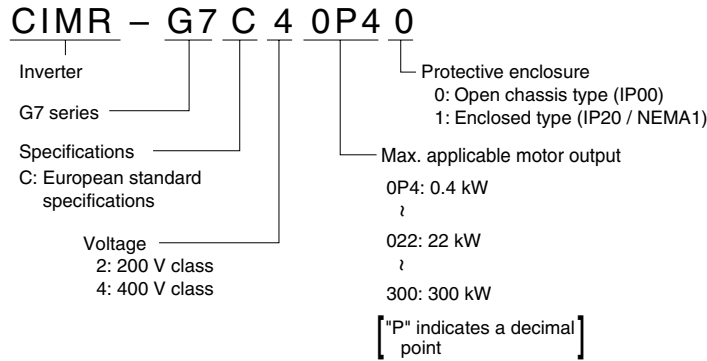 CIMR – G7 C 4 0P4 0
Inverter
G7 series
Specifications
C: European standard
specifications
Voltage
2: 200 V class
4: 400 V class
Protective enclosure
0: Open chassis type (IP00)
1: Enclosed type (IP20 / NEMA1)
Max. applicable motor output
0P4: 0.4 kW
~
022: 22 kW
~
300: 300 kW
["P" indicates a decimal
point]